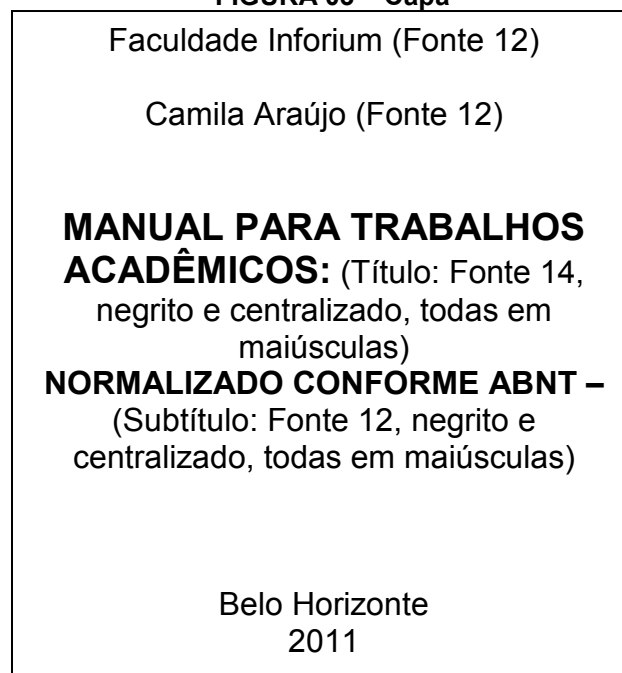 Faculdade Inforium (Fonte 12)
Camila Araújo (Fonte 12)
MANUAL PARA TRABALHOS
ACADÊMICOS: (Título: Fonte 14,
negrito e centralizado, todas em
maiúsculas)
NORMALIZADO CONFORME ABNT –
(Subtítulo: Fonte 12, negrito e
centralizado, todas em maiúsculas)
Belo Horizonte
2011